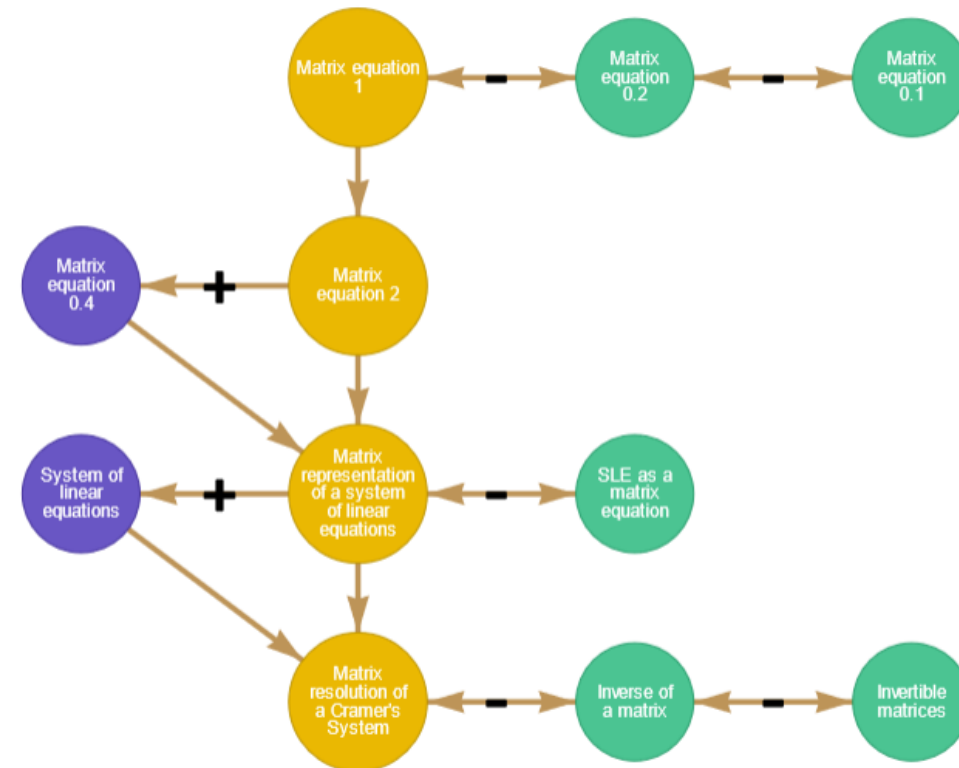 Matrix equation
1
-
Matrix
equation
0.2
-
Matrix
equation
0.1
Matrix
equation
0.4
+
Matrix
equation 2
System of
linear
equations
+
Matrix
representation
of a system
of linear
equations
-
SLE as a
matrix
equation
Matrix
resolution of
a Cramer's
System
-
Inverse of
a matrix
-
Invertible
matrices